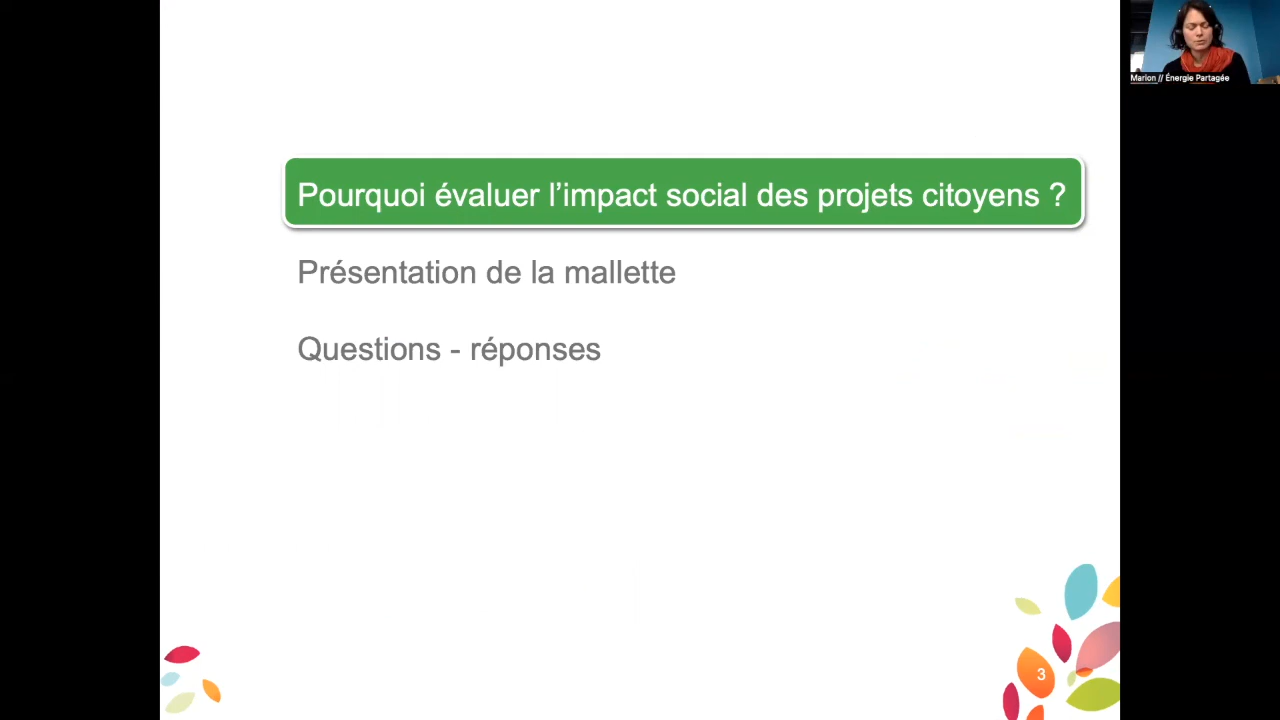 Marion // Énergie Partagée
Pourquoi évaluer l’impact social des projets citoyens ?
Présentation de la mallette
Questions - réponses
3